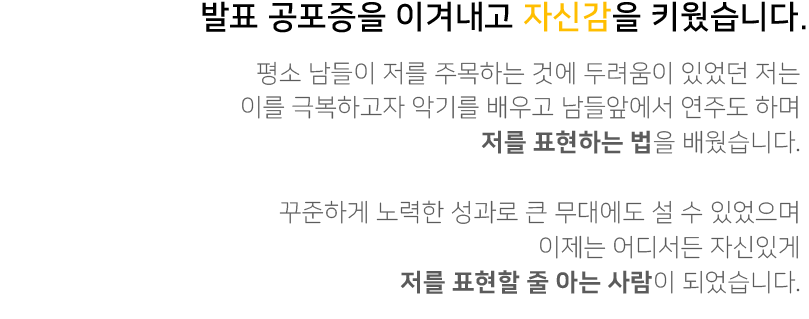 발표 공포증을 이겨내고 자신감을 키웠습니다.
평소 남들이 저를 주목하는 것에 두려움이 있었던 저는
이를 극복하고자 악기를 배우고 남들앞에서 연주도 하며
저를 표현하는 법을 배웠습니다.
꾸준하게 노력한 성과로 큰 무대에도 설 수 있었으며
이제는 어디서든 자신있게
저를 표현할 줄 아는 사람이 되었습니다.